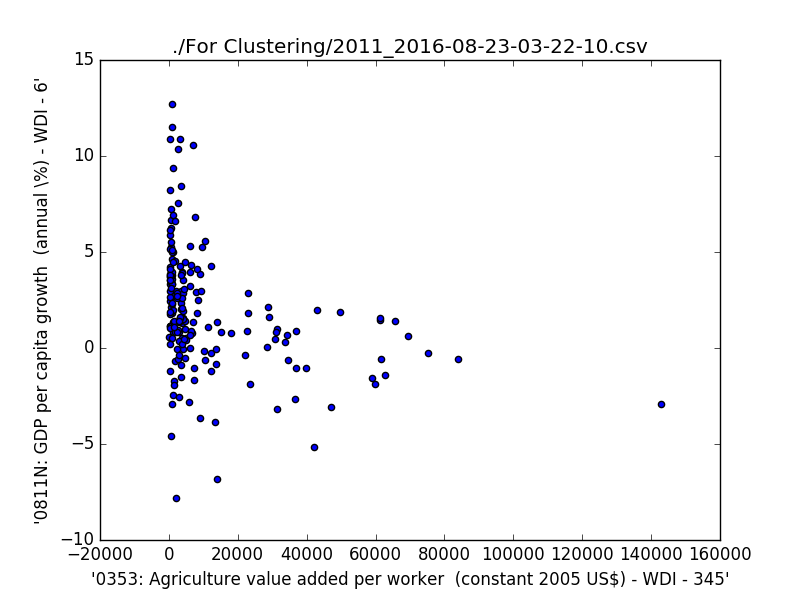 ./For Clustering/2011_2016-08-23-03-22-10.csv
15
10
5
0
−5
−10
'0811N: GDP per capita growth  (annual \%) - WDI - 6'
−20000 0 20000 40000 60000 80000 100000 120000 140000 160000
'0353: Agriculture value added per worker  (constant 2005 US$) - WDI - 345'